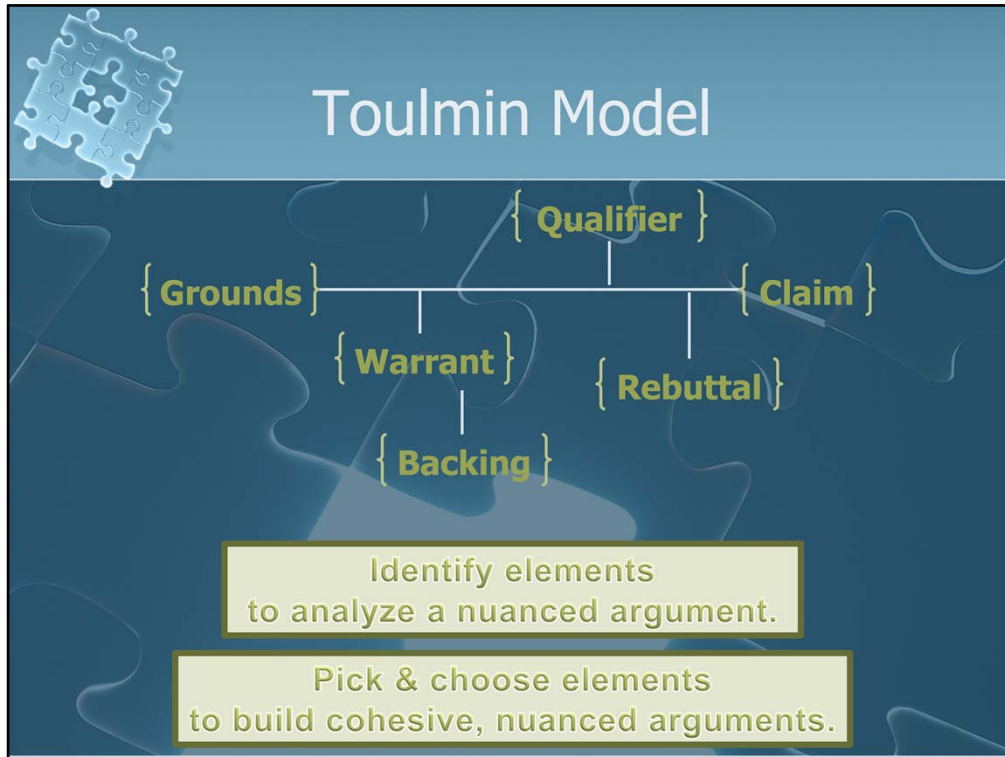 Toulmin Model
{ Qualifier }
{ Grounds }
{ Claim }
{ Warrant }
{ Rebuttal }
{ Backing }
Identify elements
to analyze a nuanced argument.
Pick & choose elements
to build cohesive, nuanced arguments.